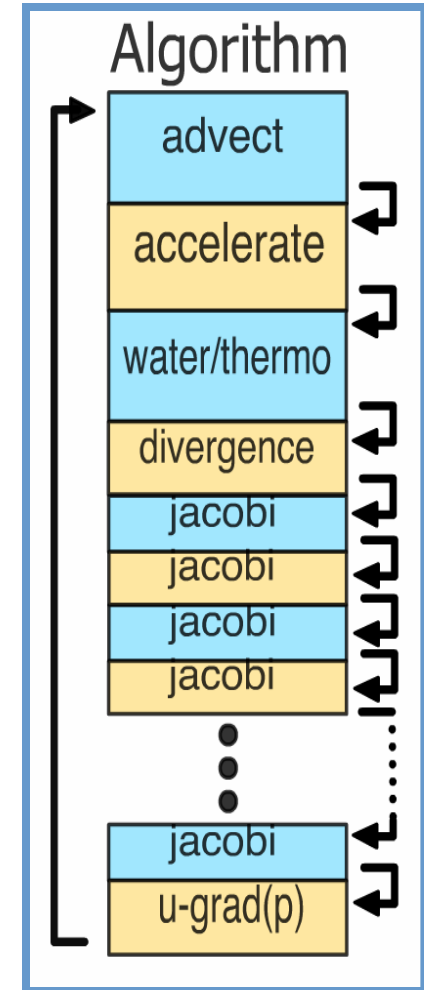 Algorithm
advect
accelerate
water/thermo
divergence
jacobi
jacobi
jacobi
jacobi
jacobi
u-grad(p)